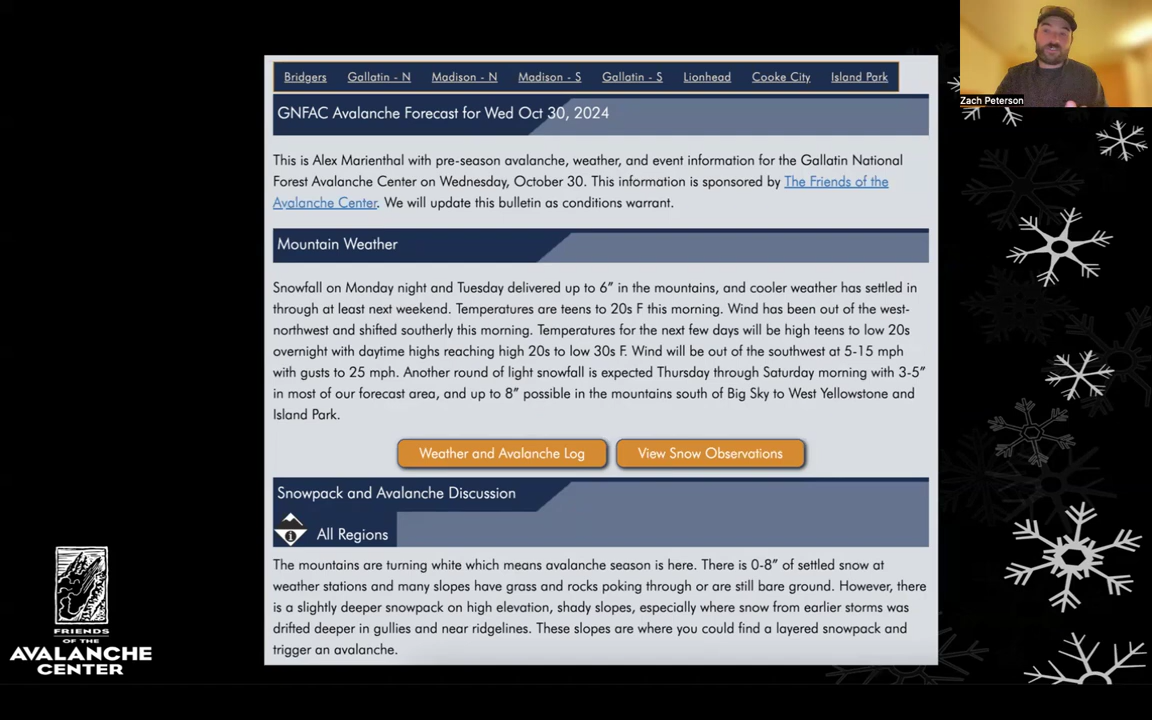 Zach Peterson
Bridgers Gallatin - N Madison - N Madison - S Gallatin - S Lionhead Cooke City Island Park
GNFAC Avalanche Forecast for Wed Oct 30, 2024
This is Alex Marienthal with pre-season avalanche, weather, and event information for the Gallatin National
Forest Avalanche Center on Wednesday, October 30. This information is sponsored by The Friends of the
Avalanche Center. We will update this bulletin as conditions warrant.
Mountain Weather
Snowfall on Monday night and Tuesday delivered up to 6” in the mountains, and cooler weather has settled in
through at least next weekend. Temperatures are teens to 20s F this morning. Wind has been out of the west-
northwest and shifted southerly this morning. Temperatures for the next few days will be high teens to low 20s
overnight with daytime highs reaching high 20s to low 30s F. Wind will be out of the southwest at 5-15 mph
with gusts to 25 mph. Another round of light snowfall is expected Thursday through Saturday morning with 3-5”
in most of our forecast area, and up to 8” possible in the mountains south of Big Sky to West Yellowstone and
Island Park.
Weather and Avalanche Log View Snow Observations
Snowpack and Avalanche Discussion
All Regions
The mountains are turning white which means avalanche season is here. There is 0-8” of settled snow at
weather stations and many slopes have grass and rocks poking through or are still bare ground. However, there
is a slightly deeper snowpack on high elevation, shady slopes, especially where snow from earlier storms was
drifted deeper in gullies and near ridgelines. These slopes are where you could find a layered snowpack and
trigger an avalanche.
FRIENDS
OF THE
AVALANCHE
CENTER